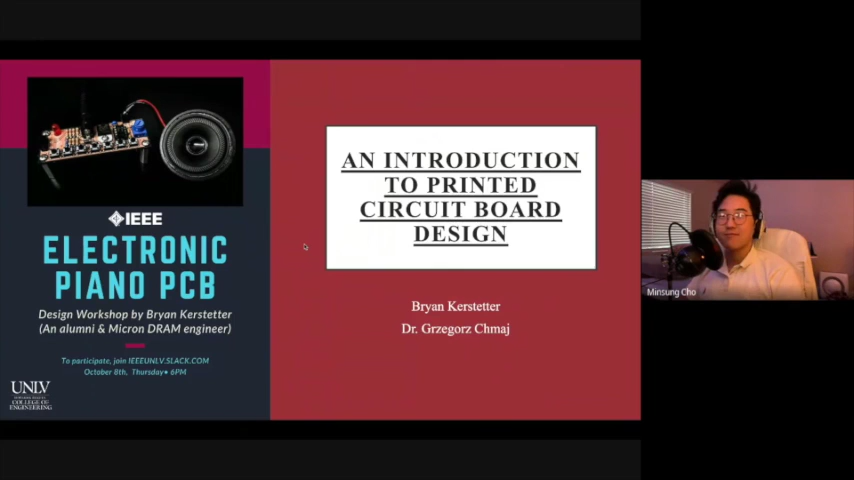 IEEE
ELECTRONIC
PIANO PCB
Design Workshop by Bryan Kerstetter
(An alumni & Micron DRAM engineer)
To participate, join IEEEUNLV.SLACK.COM
October 8th, Thursday• 6PM
UNLV
COLLEGE OF
ENGINEERING
AN INTRODUCTION
TO PRINTED
CIRCUIT BOARD
DESIGN
Bryan Kerstetter
Dr. Grzegorz Chmaj
Minsung Cho